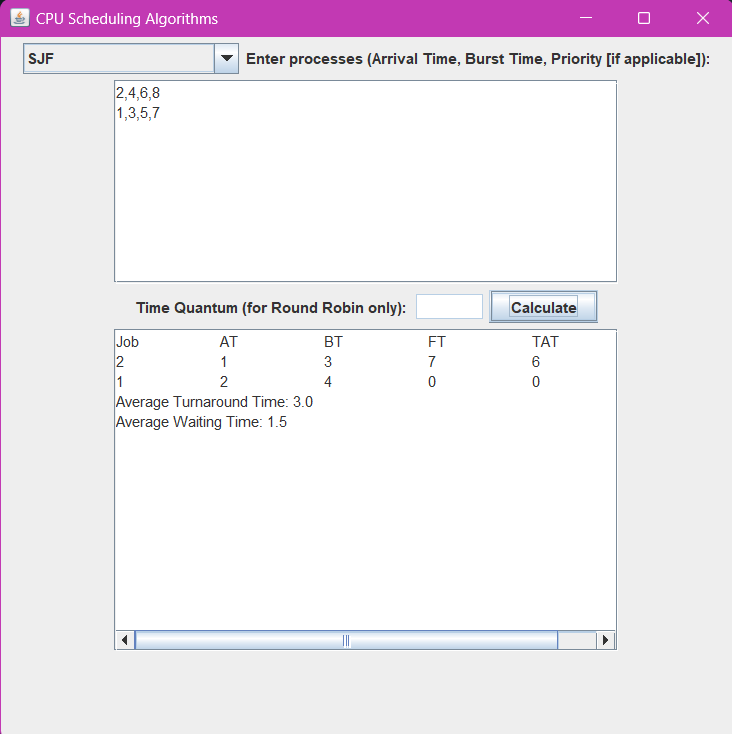 CPU Scheduling Algorithms
SJF Enter processes (Arrival Time, Burst Time, Priority [if applicable]):
2,4,6,8
1,3,5,7
Time Quantum (for Round Robin only): Calculate
Job AT BT FT TAT
2 1 3 7 6
1 2 4 0 0
Average Turnaround Time: 3.0
Average Waiting Time: 1.5